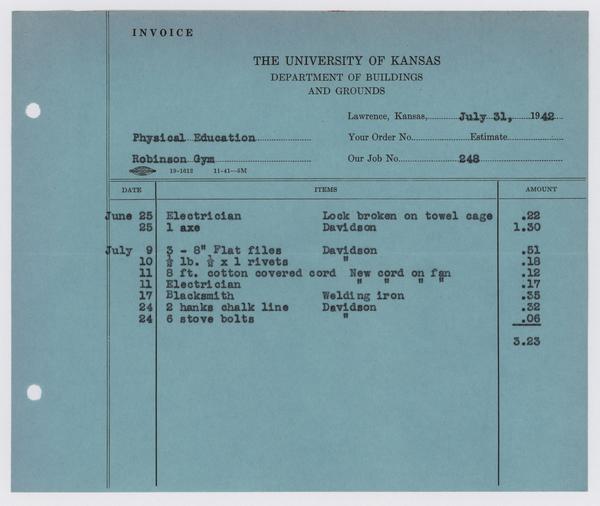 INVOICE
THE UNIVERSITY OF KANSAS
DEPARTMENT OF BUILDINGS
AND GROUNDS
Lawrence, Kansas, July 31, 1942
Physical Education Your Order No. Estimate
Robinson Gym Our Job No. 248
19-1612 11-41—5M
DATE ITEMS AMOUNT
June 25 Electrician Lock broken on towel cage .22
25 1 axe Davidson 1.30
July 9 3 - 8" Flat files Davidson .51
10 lb. x 1 rivets " .18
11 8 ft. cotton covered cord New cord on fan .12
11 Electrician " " " " .17
17 Blacksmith Welding iron .35
24 2 hanks chalk line Davidson .32
24 6 stove bolts " .06
3.23